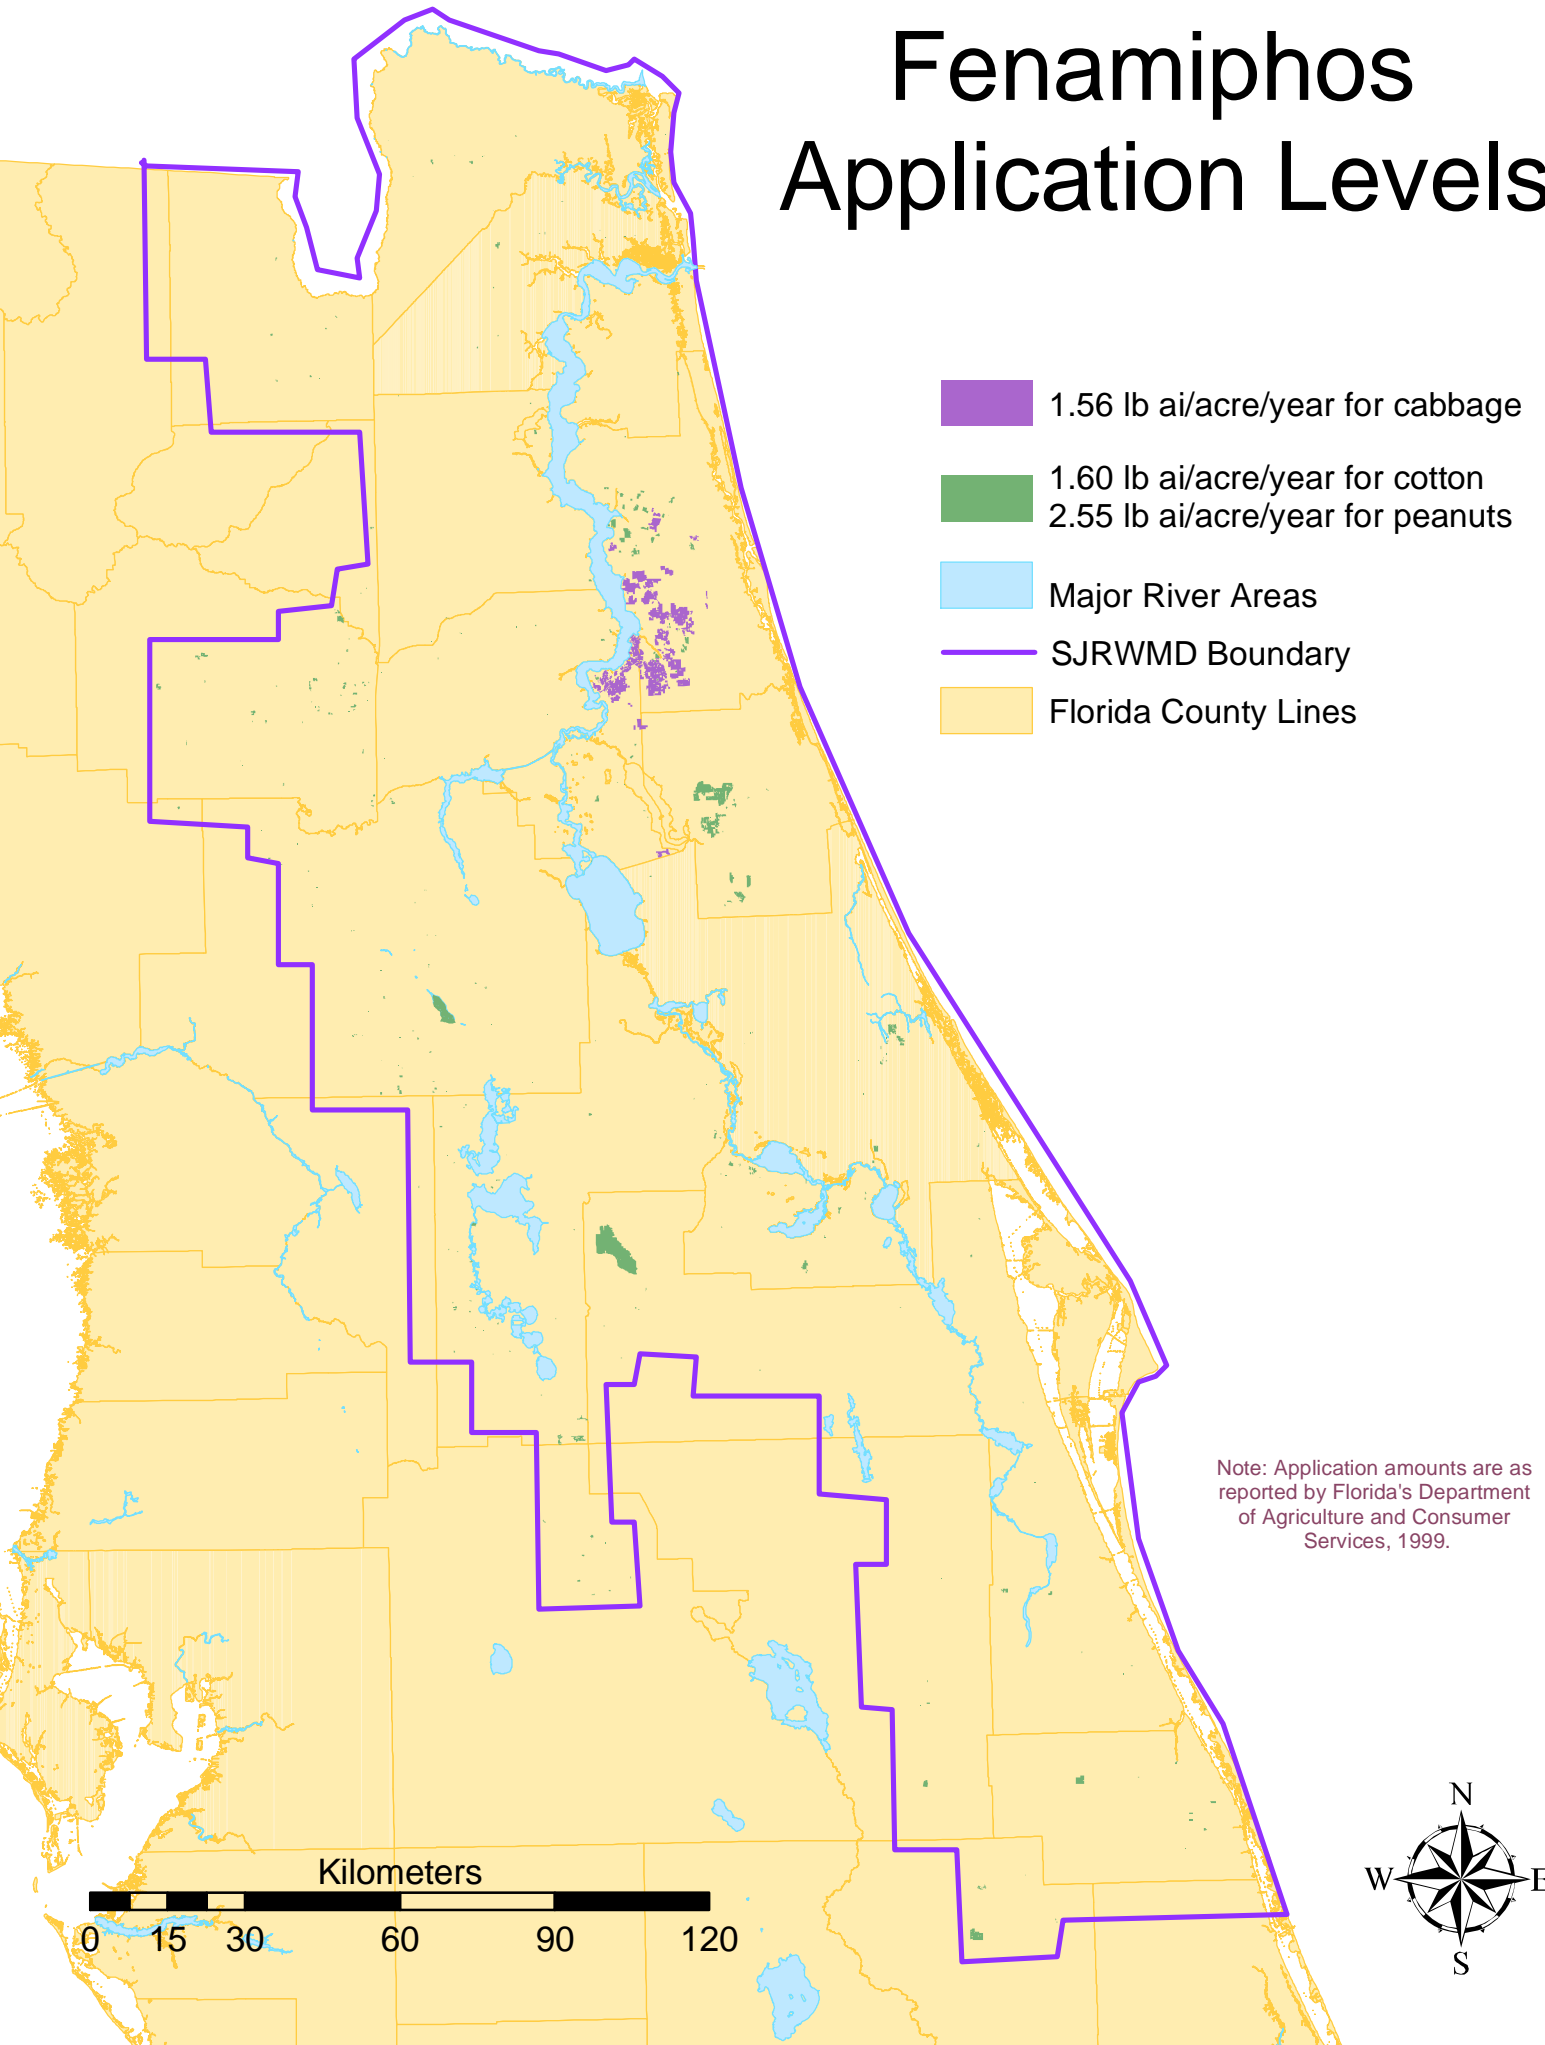 Fenamiphos
Application Levels
1.56 lb ai/acre/year for cabbage
1.60 lb ai/acre/year for cotton
2.55 lb ai/acre/year for peanuts
Major River Areas
SJRWMD Boundary
Florida County Lines
Note: Application amounts are as
reported by Florida's Department
of Agriculture and Consumer
Services, 1999.
N
W E
S
Kilometers
0 15 30 60 90 120